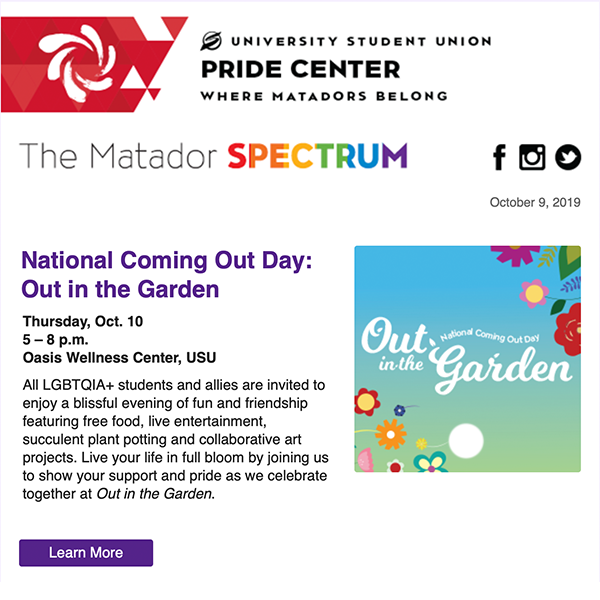 UNIVERSITY STUDENT UNION
PRIDE CENTER
WHERE MATADORS BELONG
The Matador SPECTRUM
October 9, 2019
National Coming Out Day:
Out in the Garden
Thursday, Oct. 10
5 – 8 p.m.
Oasis Wellness Center, USU
All LGBTQIA+ students and allies are invited to
enjoy a blissful evening of fun and friendship
featuring free food, live entertainment,
succulent plant potting and collaborative art
projects. Live your life in full bloom by joining us
to show your support and pride as we celebrate
together at Out in the Garden.
Learn More
National Coming Out Day
Out
in the Garden